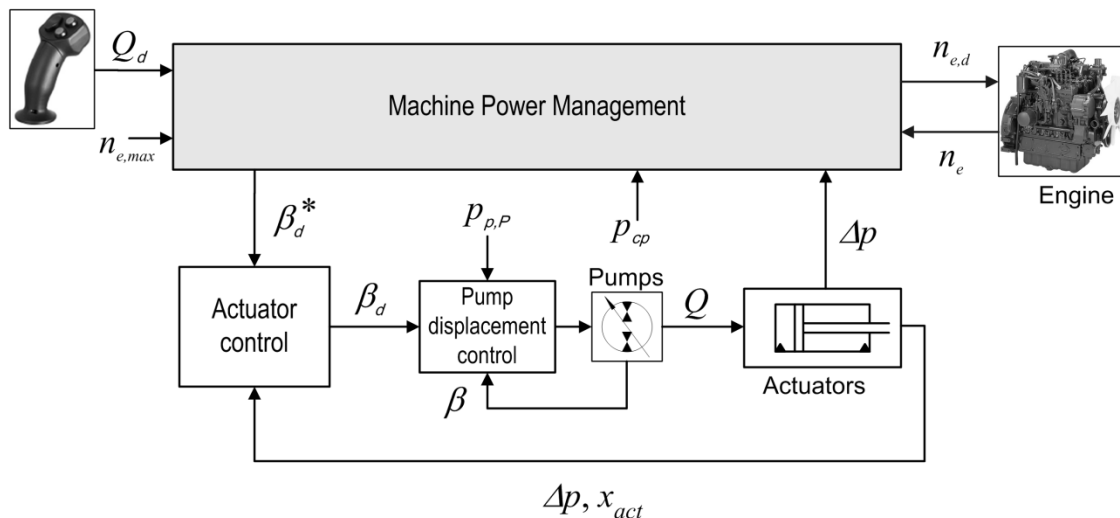 Q_d
n_e,max
Machine Power Management
n_e,d
n_e
Engine
β_d*
p_p,P
p_cp
Δp
Actuator
control
β_d
Pump
displacement
control
Pumps
Q
Actuators
β
Δp, x_act